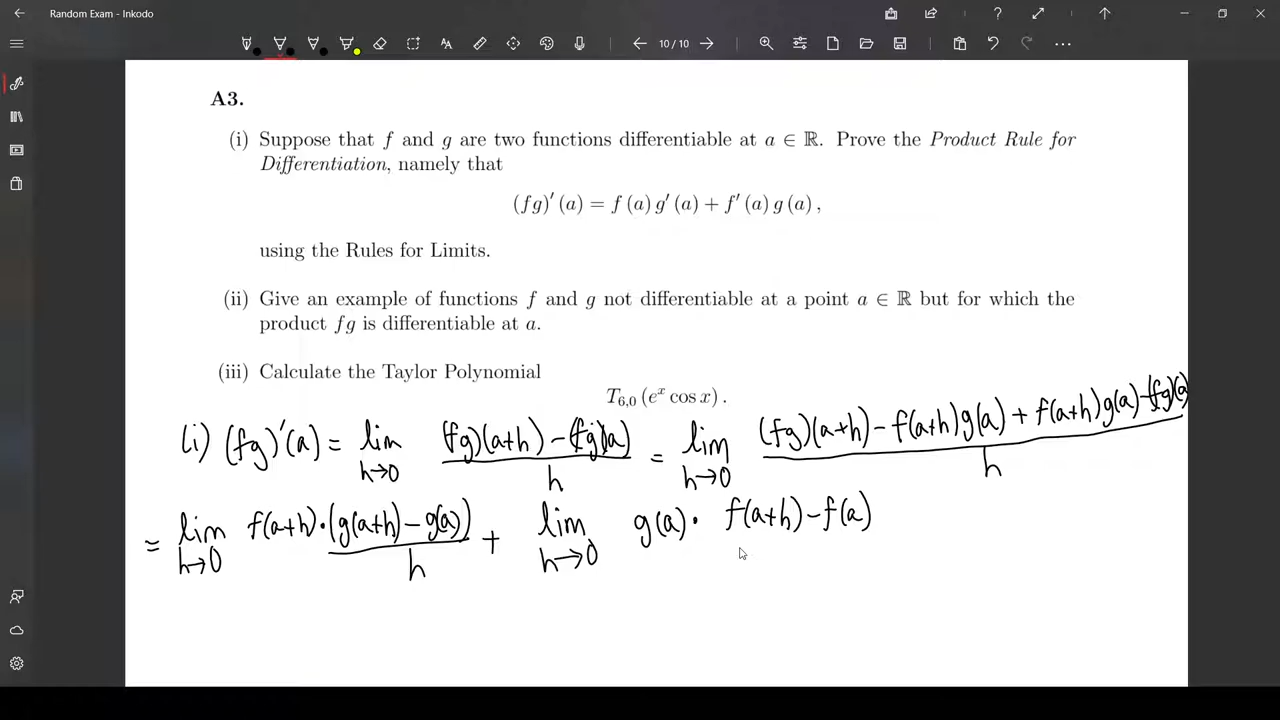 Random Exam - Inkodo
10 / 10
A3.
(i) Suppose that f and g are two functions differentiable at a ∈ ℝ. Prove the Product Rule for
Differentiation, namely that
(fg)′ (a) = f (a) g′ (a) + f′ (a) g (a) ,
using the Rules for Limits.
(ii) Give an example of functions f and g not differentiable at a point a ∈ ℝ but for which the
product fg is differentiable at a.
(iii) Calculate the Taylor Polynomial
T₆,₀ (eˣ cos x) .
(i) (fg)′(a) = lim h→0 (fg)(a+h) − (fg)(a) / h = lim h→0 (fg)(a+h) − f(a+h)g(a) + f(a+h)g(a) − (fg)(a) / h
= lim h→0 f(a+h)·(g(a+h) − g(a)) / h + lim h→0 g(a)· f(a+h) − f(a)